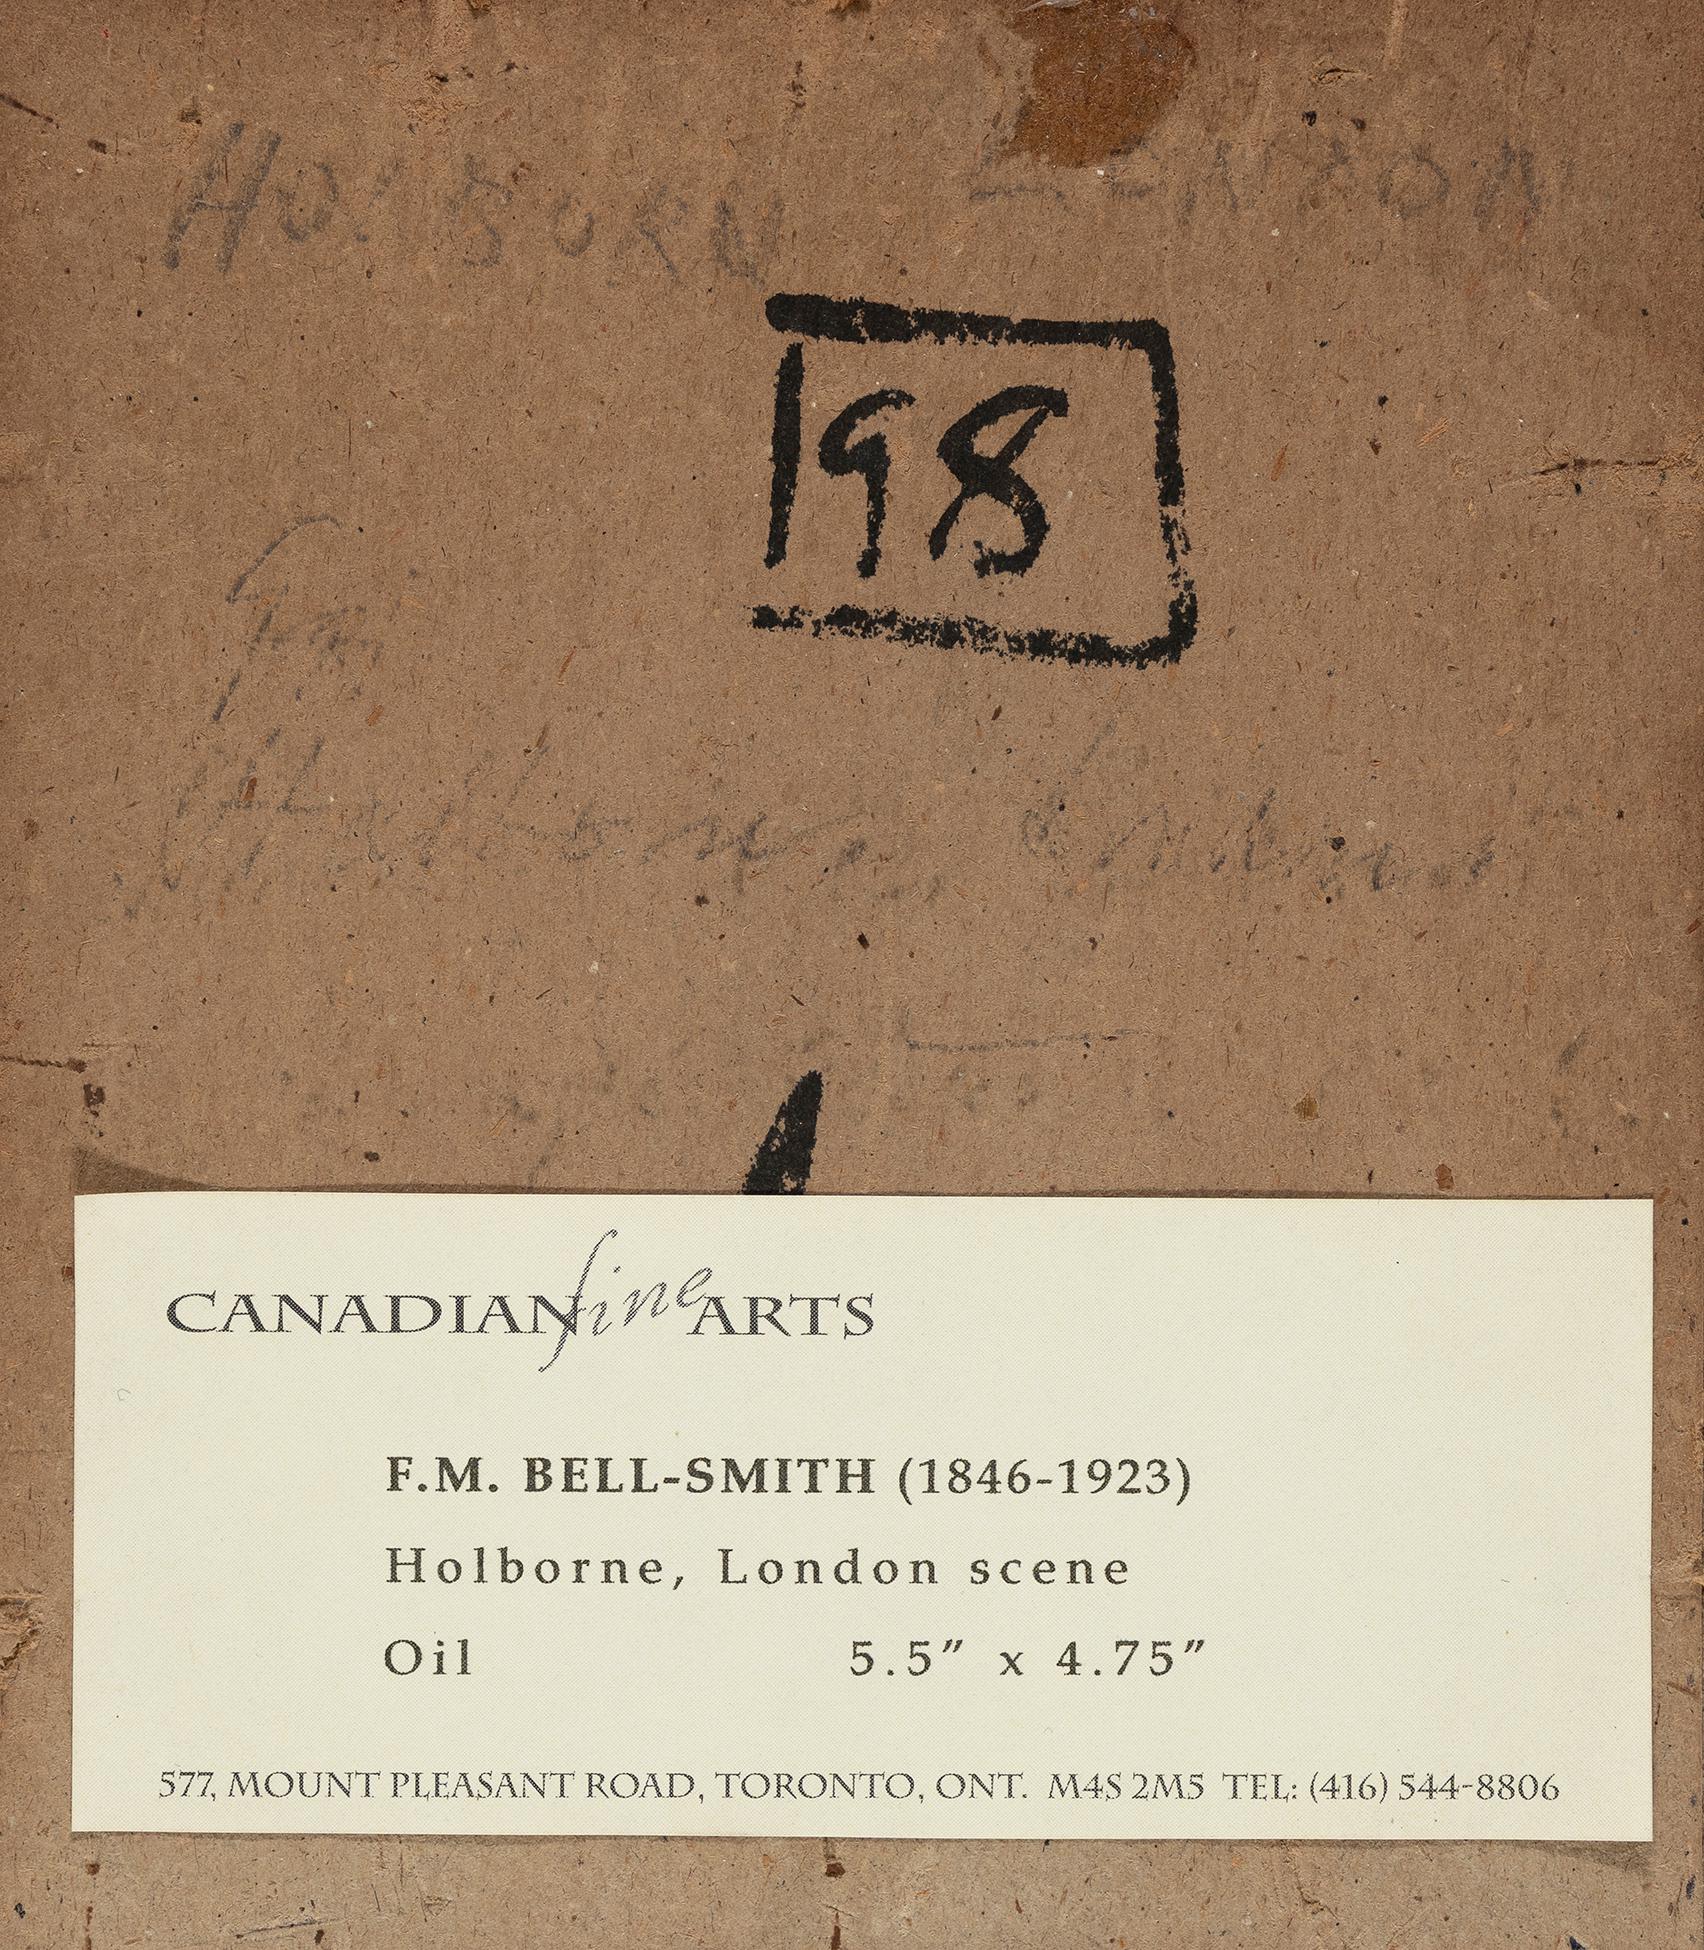 HOLBORN LONDON
98
CANADIAN fine ARTS
F.M. BELL-SMITH (1846-1923)
Holborne, London scene
Oil 5.5” x 4.75”
577, MOUNT PLEASANT ROAD, TORONTO, ONT. M4S 2M5 TEL: (416) 544-8806